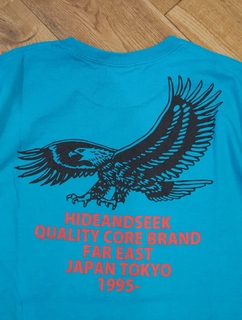 HIDEANDSEEK
QUALITY CORE BRAND
FAR EAST
JAPAN TOKYO
1995-